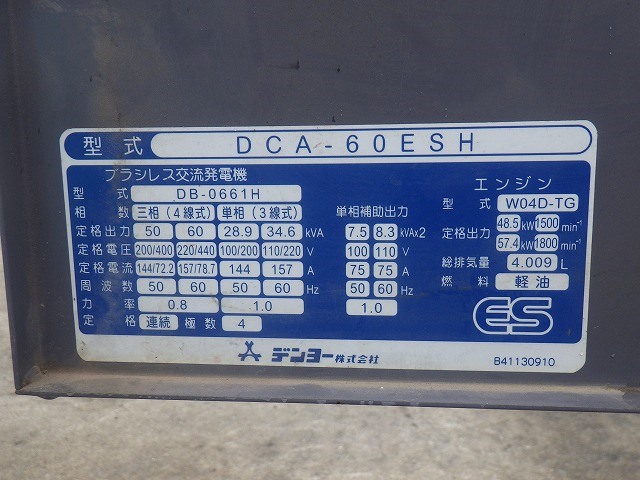 型式 DCA-60ESH
ブラシレス交流発電機
型式 DB-0661H
相数 三相(4線式) 単相(3線式) 単相補助出力
定格出力 50 60 28.9 34.6 kVA 7.5 8.3 kVA×2
定格電圧 200/400 220/440 100/200 110/220 V 100 110 V
定格電流 144/72.2 157/78.7 144 157 A 75 75 A
周波数 50 60 50 60 Hz 50 60 Hz
力率 0.8 1.0 1.0
定格 連続 極数 4
エンジン
型式 W04D-TG
定格出力 48.5 kW 1500 min⁻¹
57.4 kW 1800 min⁻¹
総排気量 4.009 L
燃料 軽油
ES
デンヨー株式会社
B41130910